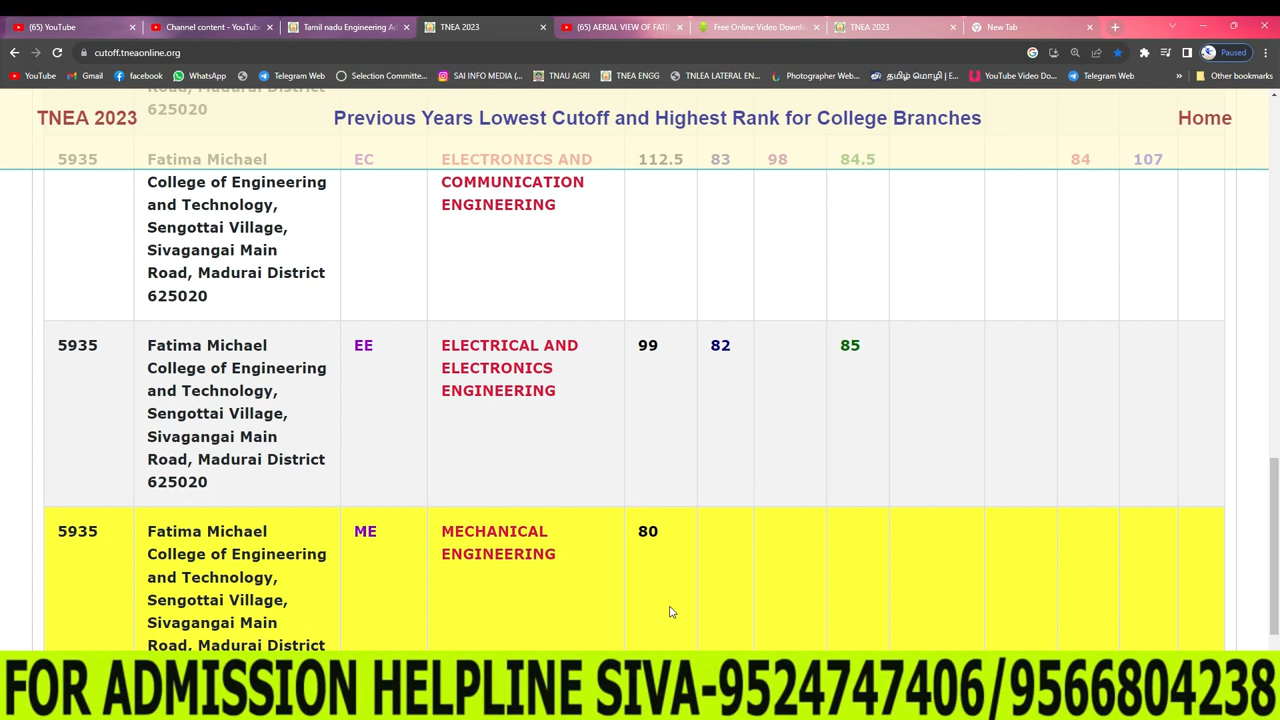 (65) YouTube
Channel content - YouTube
Tamil nadu Engineering Ad
TNEA 2023
(65) AERIAL VIEW OF FATI
Free Online Video Downlo
TNEA 2023
New Tab
cutoff.tneaonline.org
Paused
YouTube
Gmail
facebook
WhatsApp
Telegram Web
Selection Committe...
SAI INFO MEDIA (...
TNAU AGRI
TNEA ENGG
TNLEA LATERAL EN...
Photographer Web...
தமிழ் மொழி | E...
YouTube Video Do...
Telegram Web
»
Other bookmarks
Road, Madurai District
625020
TNEA 2023
Previous Years Lowest Cutoff and Highest Rank for College Branches
Home
5935 Fatima Michael EC ELECTRONICS AND 112.5 83 98 84.5 84 107
College of Engineering COMMUNICATION
and Technology, ENGINEERING
Sengottai Village,
Sivagangai Main
Road, Madurai District
625020
5935 Fatima Michael EE ELECTRICAL AND 99 82 85
College of Engineering ELECTRONICS
and Technology, ENGINEERING
Sengottai Village,
Sivagangai Main
Road, Madurai District
625020
5935 Fatima Michael ME MECHANICAL 80
College of Engineering ENGINEERING
and Technology,
Sengottai Village,
Sivagangai Main
Road, Madurai District
FOR ADMISSION HELPLINE SIVA-9524747406/9566804238